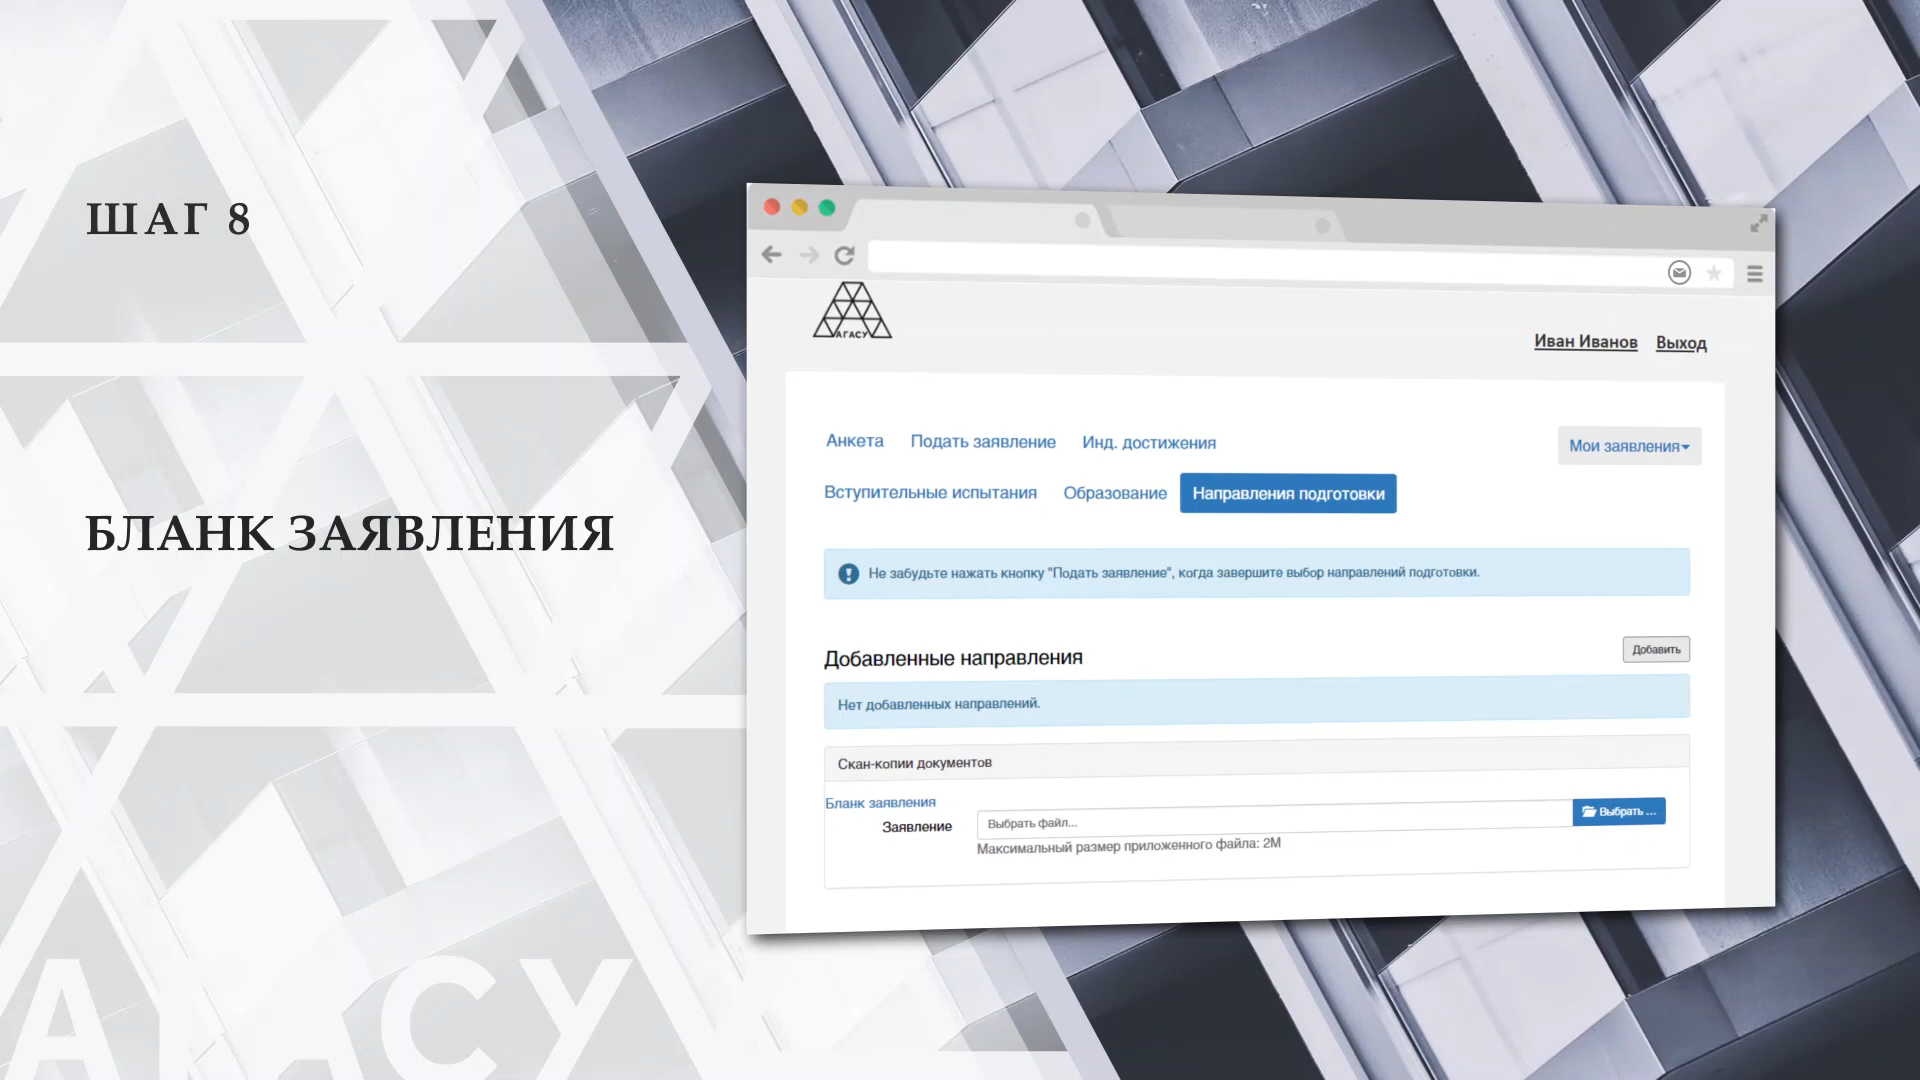 ШАГ 8
БЛАНК ЗАЯВЛЕНИЯ
АГАСУ
АГАСУ
Иван Иванов Выход
Анкета Подать заявление Инд. достижения Мои заявления
Вступительные испытания Образование Направления подготовки
Не забудьте нажать кнопку "Подать заявление", когда завершите выбор направлений подготовки.
Добавленные направления Добавить
Нет добавленных направлений.
Скан-копии документов
Бланк заявления
Заявление Выбрать файл... Выбрать ...
Максимальный размер приложенного файла: 2M